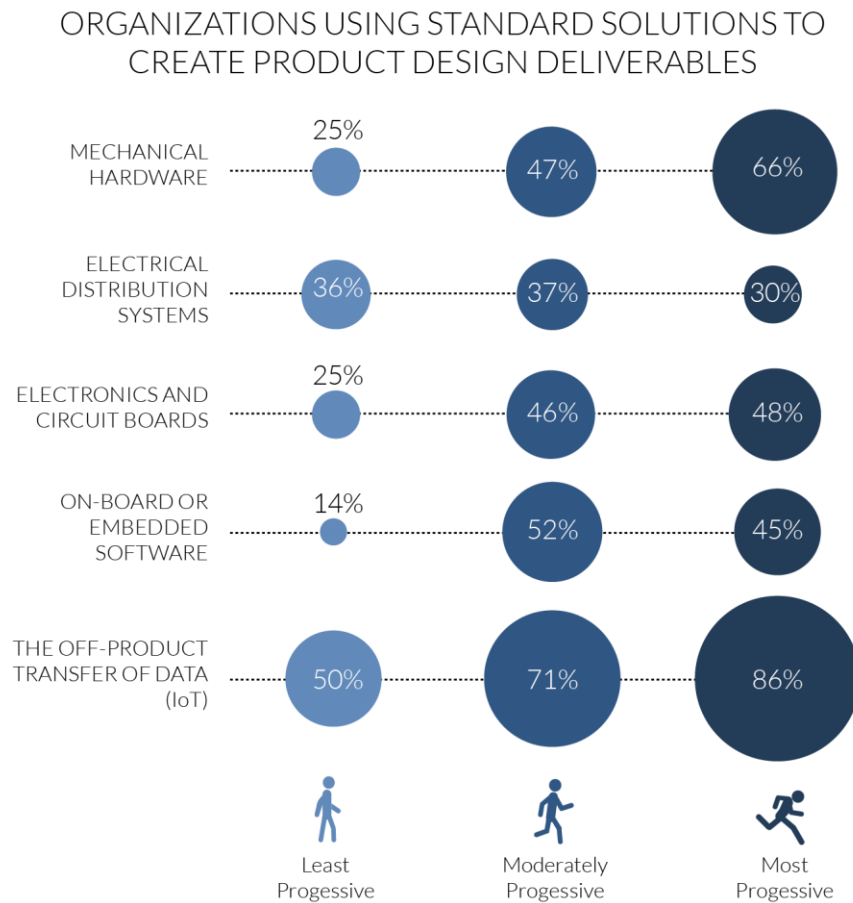 ORGANIZATIONS USING STANDARD SOLUTIONS TO
CREATE PRODUCT DESIGN DELIVERABLES
MECHANICAL
HARDWARE
25%
47%
66%
ELECTRICAL
DISTRIBUTION
SYSTEMS
36%
37%
30%
ELECTRONICS AND
CIRCUIT BOARDS
25%
46%
48%
ON-BOARD OR
EMBEDDED
SOFTWARE
14%
52%
45%
THE OFF-PRODUCT
TRANSFER OF DATA
(IoT)
50%
71%
86%
Least
Progessive
Moderately
Progessive
Most
Progessive